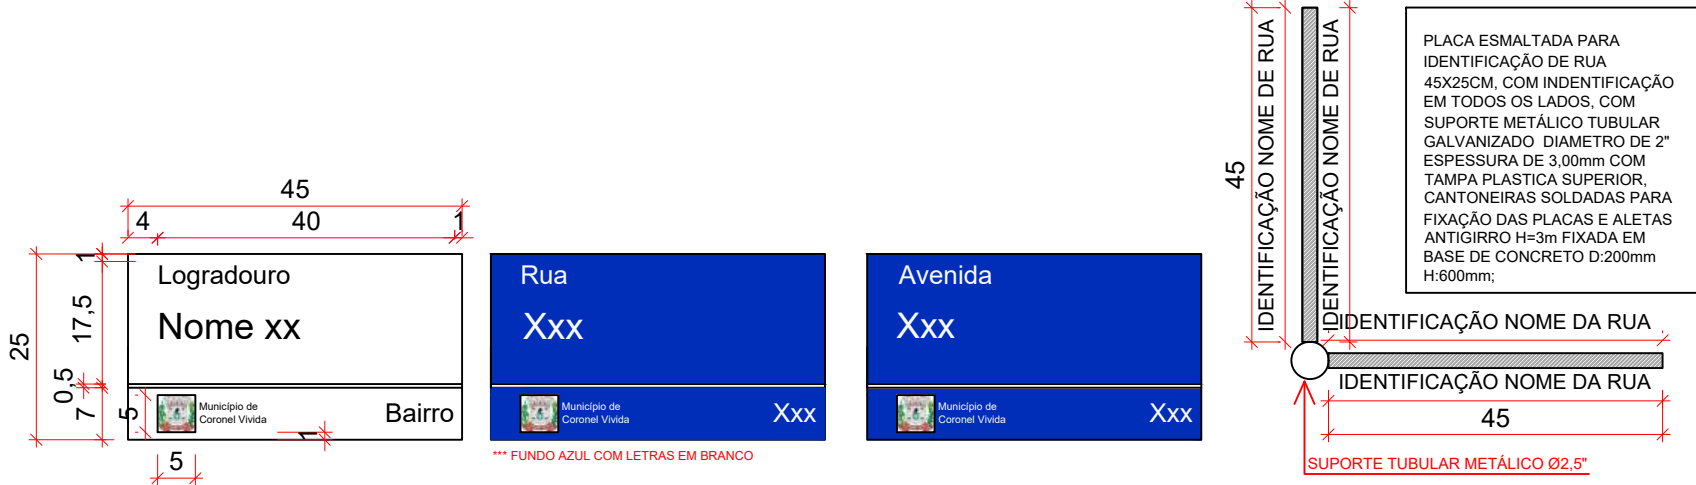 45
4
40
1
1
17,5
25
0,5
7
5
1
5
Logradouro
Nome xx
Município de
Coronel Vivida
Bairro
Rua
Xxx
Município de
Coronel Vivida
Xxx
*** FUNDO AZUL COM LETRAS EM BRANCO
Avenida
Xxx
Município de
Coronel Vivida
Xxx
45
IDENTIFICAÇÃO NOME DE RUA
IDENTIFICAÇÃO NOME DE RUA
IDENTIFICAÇÃO NOME DA RUA
IDENTIFICAÇÃO NOME DA RUA
45
SUPORTE TUBULAR METÁLICO Ø2,5"
PLACA ESMALTADA PARA
IDENTIFICAÇÃO DE RUA
45X25CM, COM INDENTIFICAÇÃO
EM TODOS OS LADOS, COM
SUPORTE METÁLICO TUBULAR
GALVANIZADO  DIAMETRO DE 2"
ESPESSURA DE 3,00mm COM
TAMPA PLASTICA SUPERIOR,
CANTONEIRAS SOLDADAS PARA
FIXAÇÃO DAS PLACAS E ALETAS
ANTIGIRRO H=3m FIXADA EM
BASE DE CONCRETO D:200mm
H:600mm;